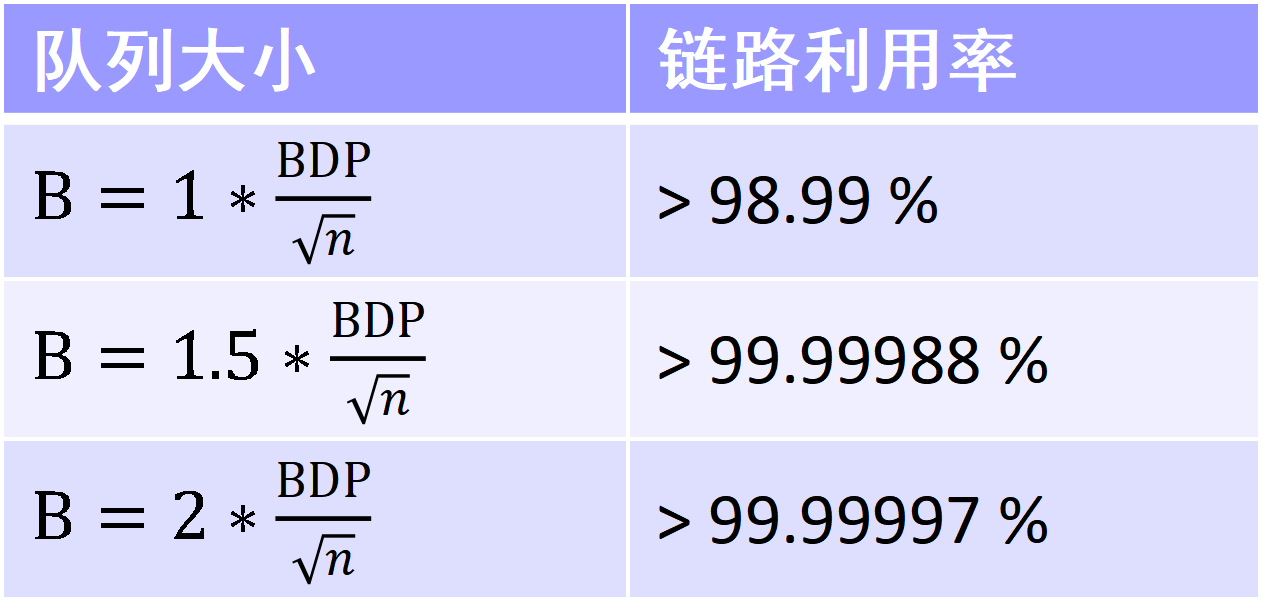 队列大小 链路利用率
B = 1 * BDP/√n > 98.99 %
B = 1.5 * BDP/√n > 99.99988 %
B = 2 * BDP/√n > 99.99997 %